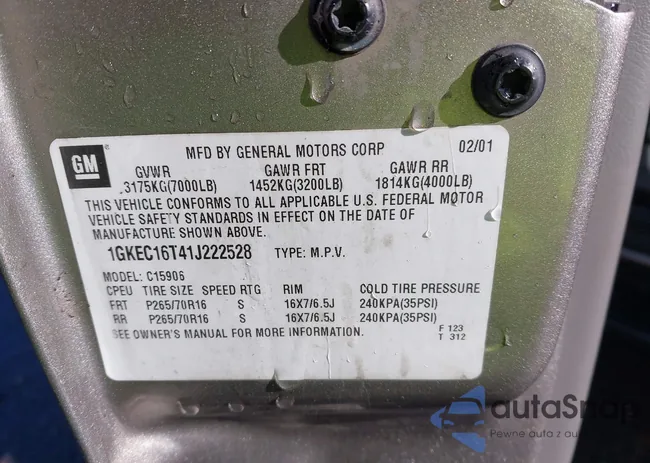 GM
MFD BY GENERAL MOTORS CORP 02/01
GVWR GAWR FRT GAWR RR
3175KG(7000LB) 1452KG(3200LB) 1814KG(4000LB)
THIS VEHICLE CONFORMS TO ALL APPLICABLE U.S. FEDERAL MOTOR
VEHICLE SAFETY STANDARDS IN EFFECT ON THE DATE OF
MANUFACTURE SHOWN ABOVE.
1GKEC16T41J222528 TYPE: M.P.V.
MODEL: C15906
CPEU TIRE SIZE SPEED RTG RIM COLD TIRE PRESSURE
FRT P265/70R16 S 16X7/6.5J 240KPA(35PSI)
RR P265/70R16 S 16X7/6.5J 240KPA(35PSI)
SEE OWNER'S MANUAL FOR MORE INFORMATION.
F 123
T 312
autaSnap
Pewne auta z